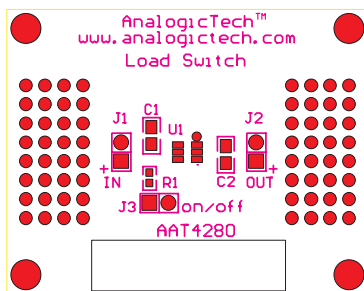 AnalogicTech™
www.analogictech.com
Load Switch
J1 C1 U1 J2
+ +
IN R1 C2 OUT
J3 on/off
AAT4280